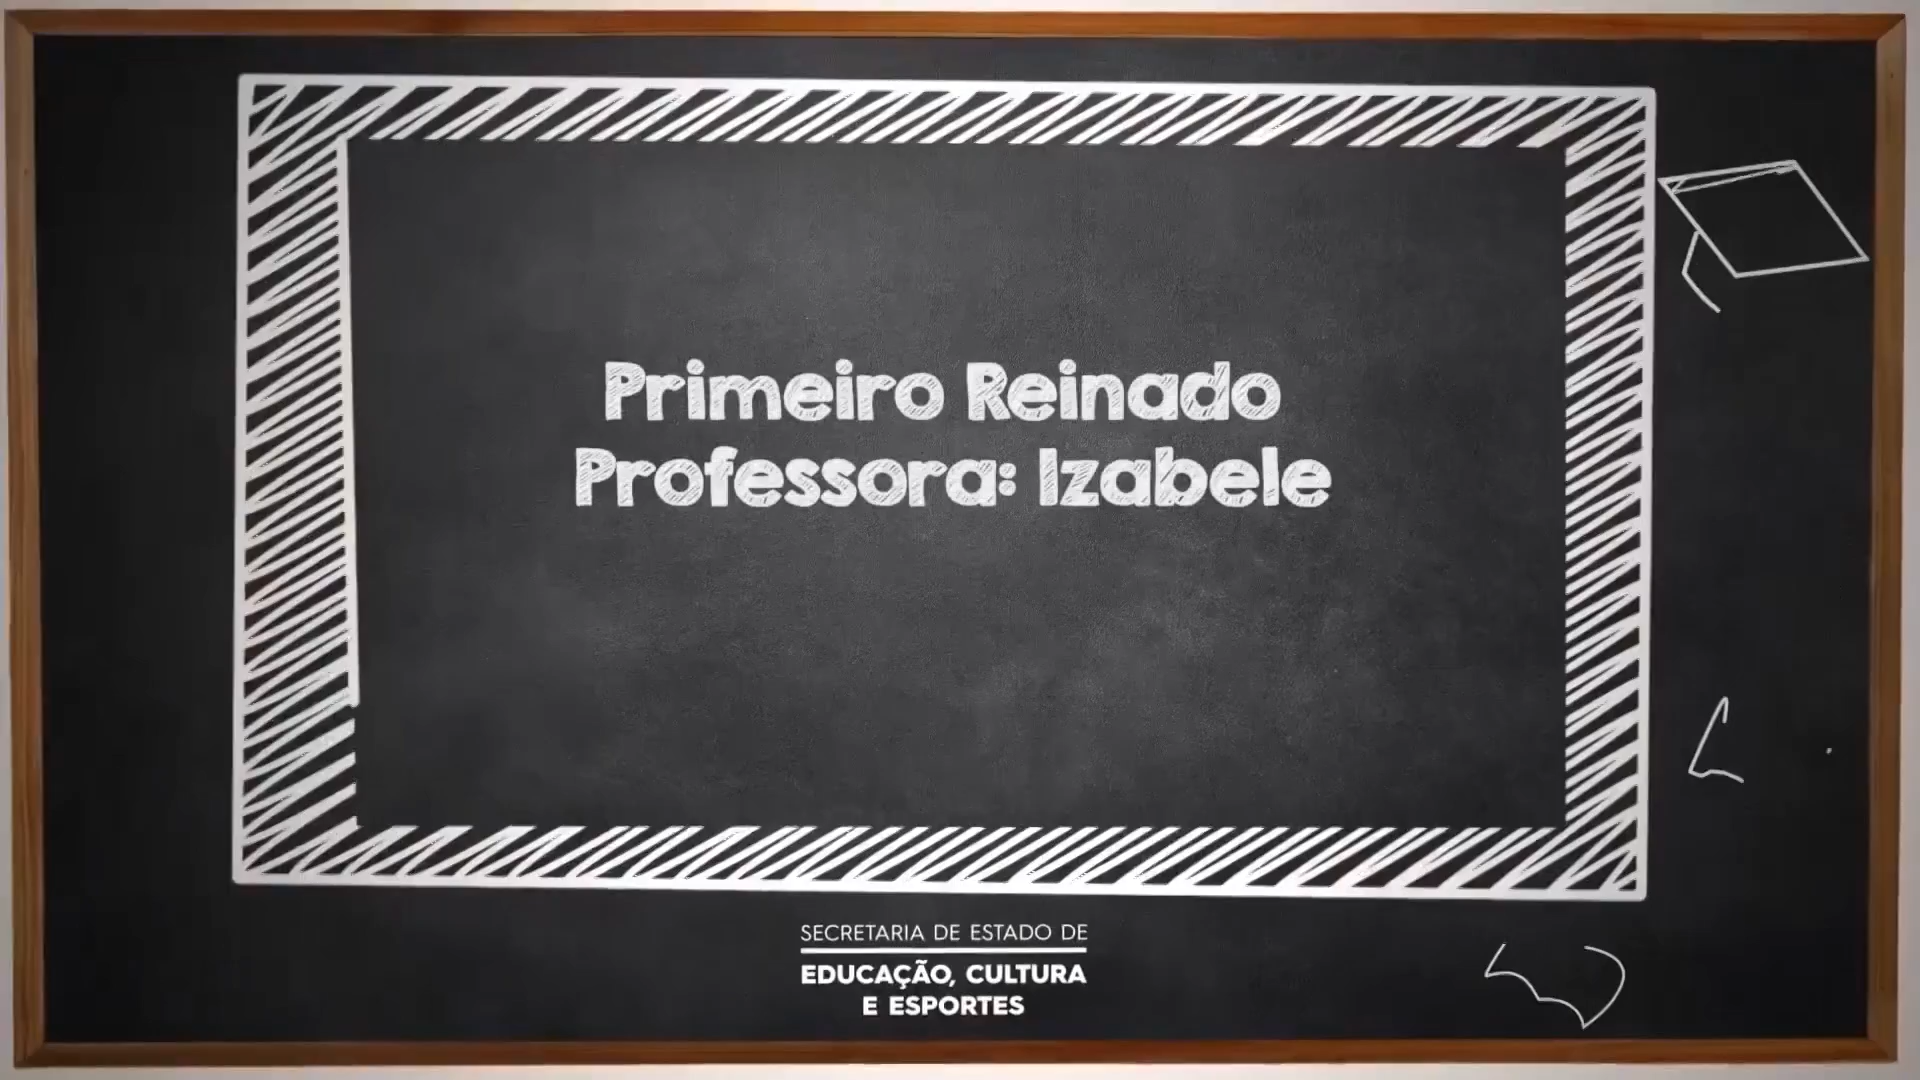 Primeiro Reinado
Professora: Izabele
SECRETARIA DE ESTADO DE
EDUCAÇÃO, CULTURA
E ESPORTES